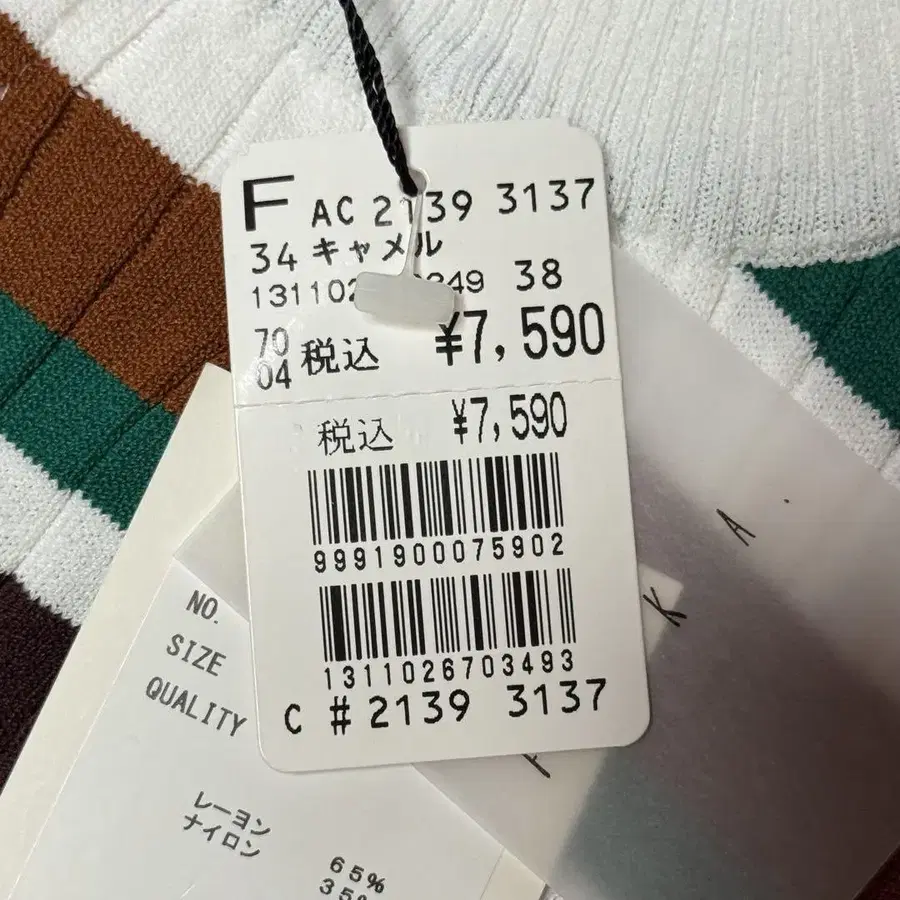 F AC 2139 3137
34 キャメル
38
70
04 税込 ¥7,590
税込 ¥7,590
9991900075902
1311026703493
C # 2139 3137
NO.
SIZE
QUALITY
レーヨン
ナイロン
65%
35%
K A .